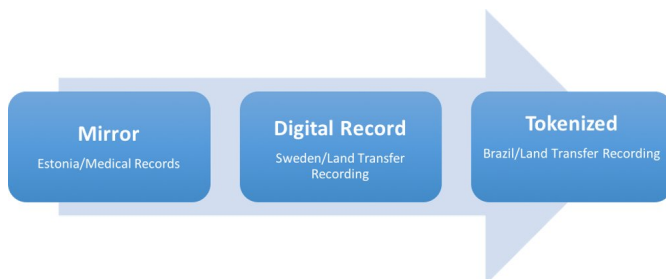 Mirror
Estonia/Medical Records
Digital Record
Sweden/Land Transfer
Recording
Tokenized
Brazil/Land Transfer Recording